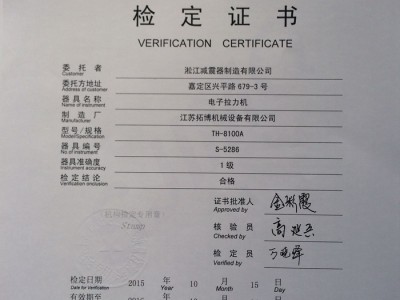 检定证书
VERIFICATION CERTIFICATE
委托者 淞江减震器制造有限公司
Customer
委托方地址 嘉定区兴平路679-3号
Address of customer
器具名称 电子拉力机
Name of instrument
制造厂 江苏拓博机械设备有限公司
Manufacturer
型号/规格 TH-8100A
Model/Specification
器具编号 S-5286
No.of instrument
器具准确度 1级
Instrument accuracy
检定结论 合格
Verification onclusion
证书批准人
Approved by
核验员
Checked by
检定员
Verified by
Stamp
检定日期 2015 年 10 月 15 日
Date for Verification Year Month Day
有效期至